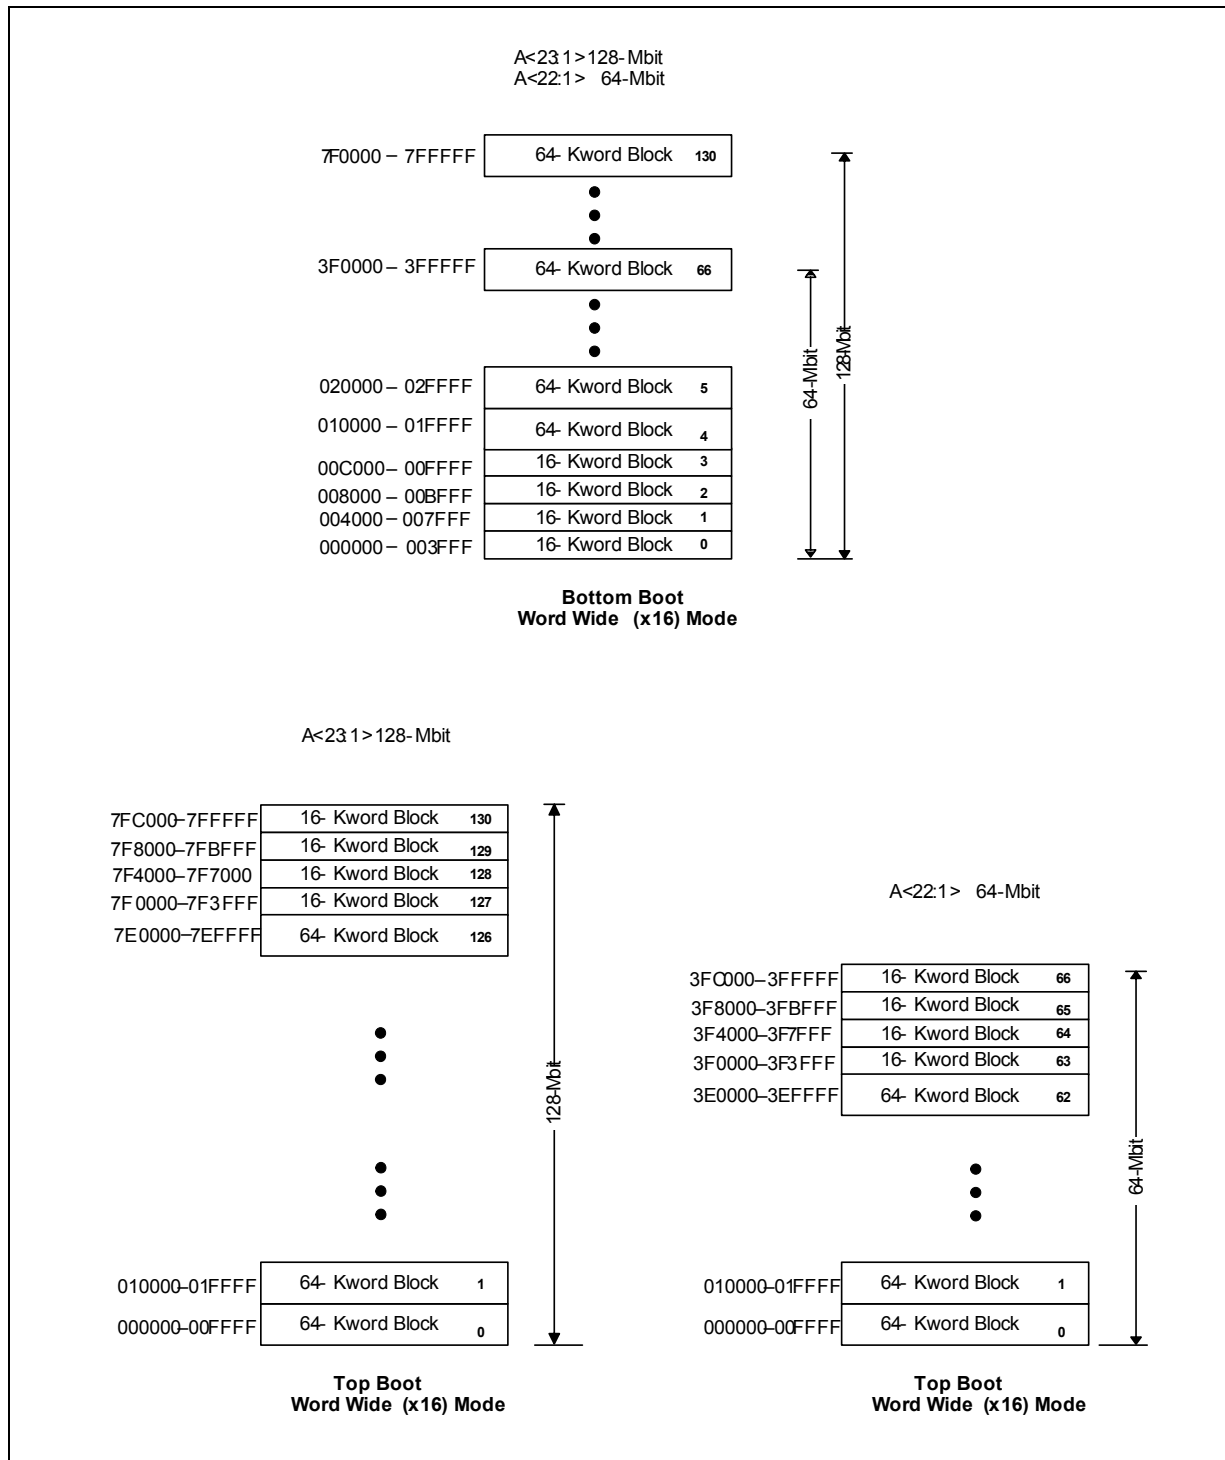 A<23:1>128-Mbit
A<22:1> 64-Mbit
7F0000 – 7FFFFF 64- Kword Block 130
3F0000 – 3FFFFF 64- Kword Block 66
020000 – 02FFFF 64- Kword Block 5
010000 – 01FFFF 64- Kword Block 4
00C000 – 00FFFF 16- Kword Block 3
008000 – 00BFFF 16- Kword Block 2
004000 – 007FFF 16- Kword Block 1
000000 – 003FFF 16- Kword Block 0
64-Mbit
128-Mbit
Bottom Boot
Word Wide (x16) Mode
A<23:1>128-Mbit
7FC000–7FFFFF 16- Kword Block 130
7F8000–7FBFFF 16- Kword Block 129
7F4000–7F7000 16- Kword Block 128
7F0000–7F3FFF 16- Kword Block 127
7E0000–7EFFFF 64- Kword Block 126
010000–01FFFF 64- Kword Block 1
000000–00FFFF 64- Kword Block 0
128-Mbit
Top Boot
Word Wide (x16) Mode
A<22:1> 64-Mbit
3FC000–3FFFFF 16- Kword Block 66
3F8000–3FBFFF 16- Kword Block 65
3F4000–3F7FFF 16- Kword Block 64
3F0000–3F3FFF 16- Kword Block 63
3E0000–3EFFFF 64- Kword Block 62
010000–01FFFF 64- Kword Block 1
000000–00FFFF 64- Kword Block 0
64-Mbit
Top Boot
Word Wide (x16) Mode